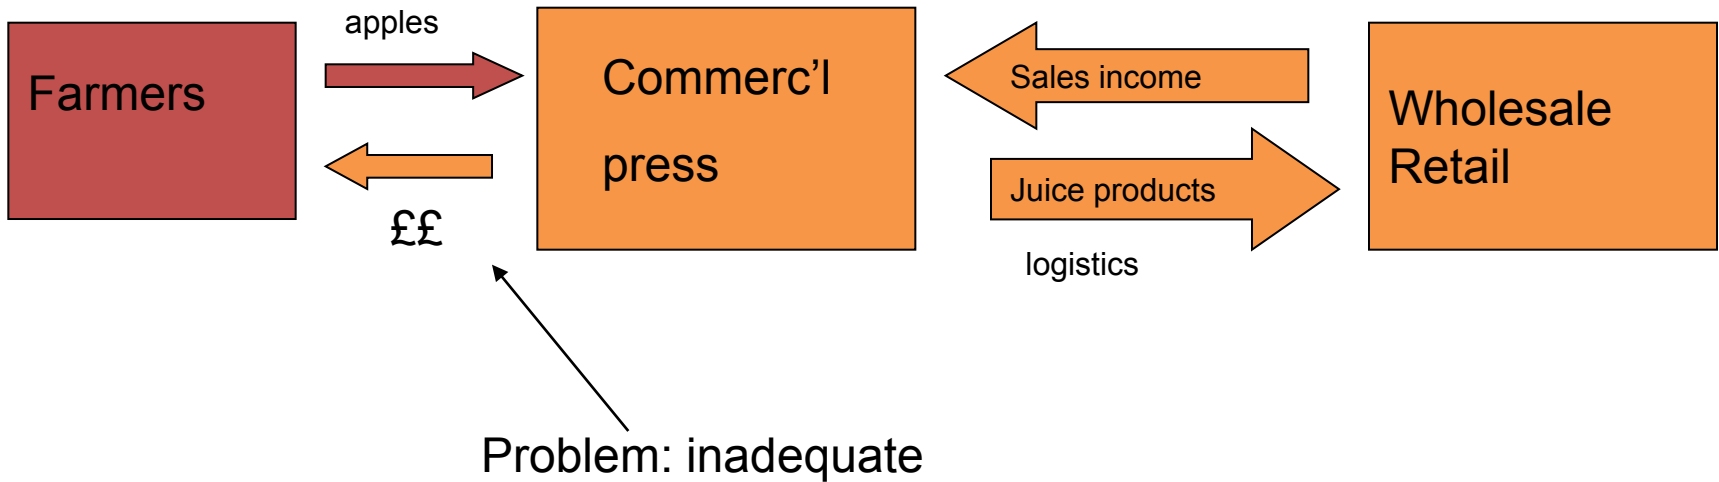 Farmers
apples
££
Commerc'l
press
Sales income
Juice products
logistics
Wholesale
Retail
Problem: inadequate